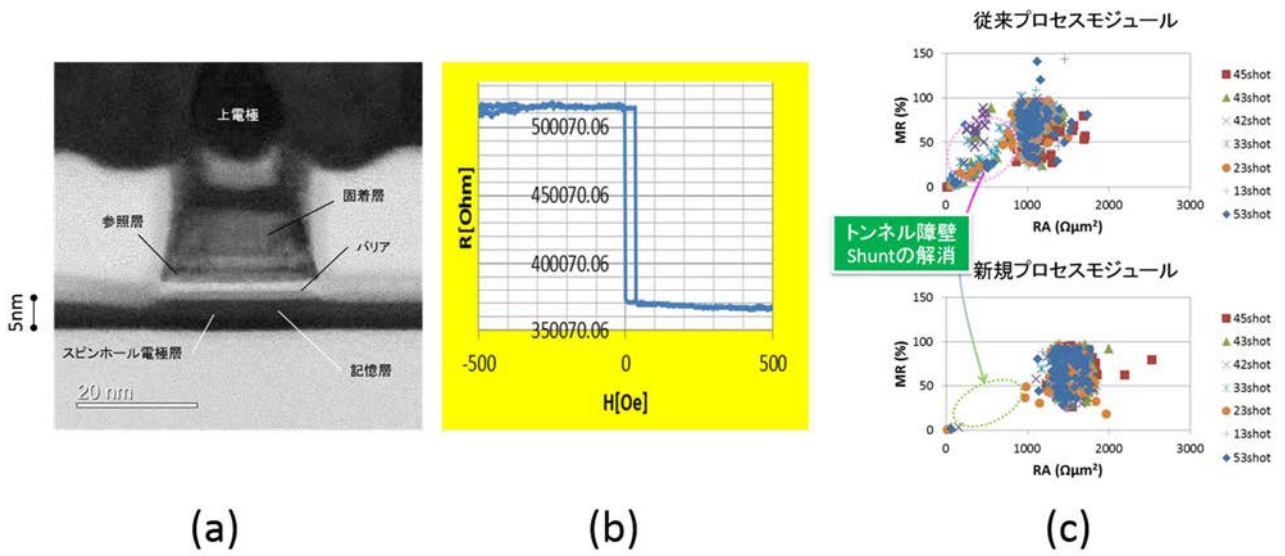 上電極
固着層
参照層
バリア
5nm
スピンホール電極層
記憶層
20 nm
(a)
R[Ohm]
500070.06
450070.06
400070.06
350070.06
-500
0
500
H[Oe]
(b)
従来プロセスモジュール
MR (%)
150
100
50
0
0
1000
2000
3000
RA (Ωμm²)
45shot
43shot
42shot
33shot
23shot
13shot
53shot
トンネル障壁
Shuntの解消
新規プロセスモジュール
MR (%)
150
100
50
0
0
1000
2000
3000
RA (Ωμm²)
45shot
43shot
42shot
33shot
23shot
13shot
53shot
(c)